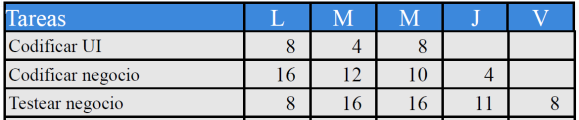 Tareas L M M J V
Codificar UI 8 4 8
Codificar negocio 16 12 10 4
Testear negocio 8 16 16 11 8